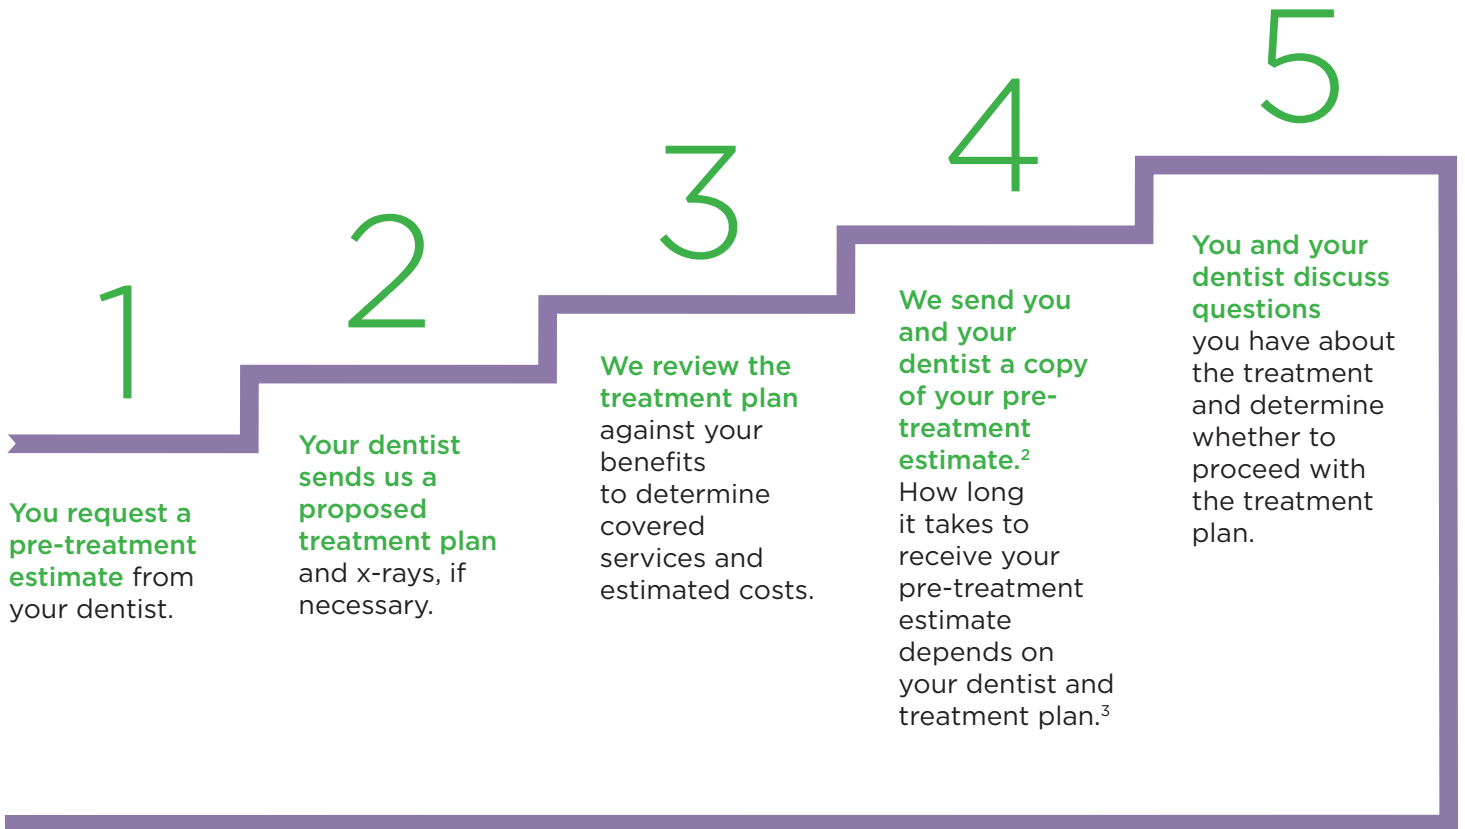 1
You request a
pre-treatment
estimate from
your dentist.
2
Your dentist
sends us a
proposed
treatment plan
and x-rays, if
necessary.
3
We review the
treatment plan
against your
benefits
to determine
covered
services and
estimated costs.
4
We send you
and your
dentist a copy
of your pre-
treatment
estimate.²
How long
it takes to
receive your
pre-treatment
estimate
depends on
your dentist and
treatment plan.³
5
You and your
dentist discuss
questions
you have about
the treatment
and determine
whether to
proceed with
the treatment
plan.